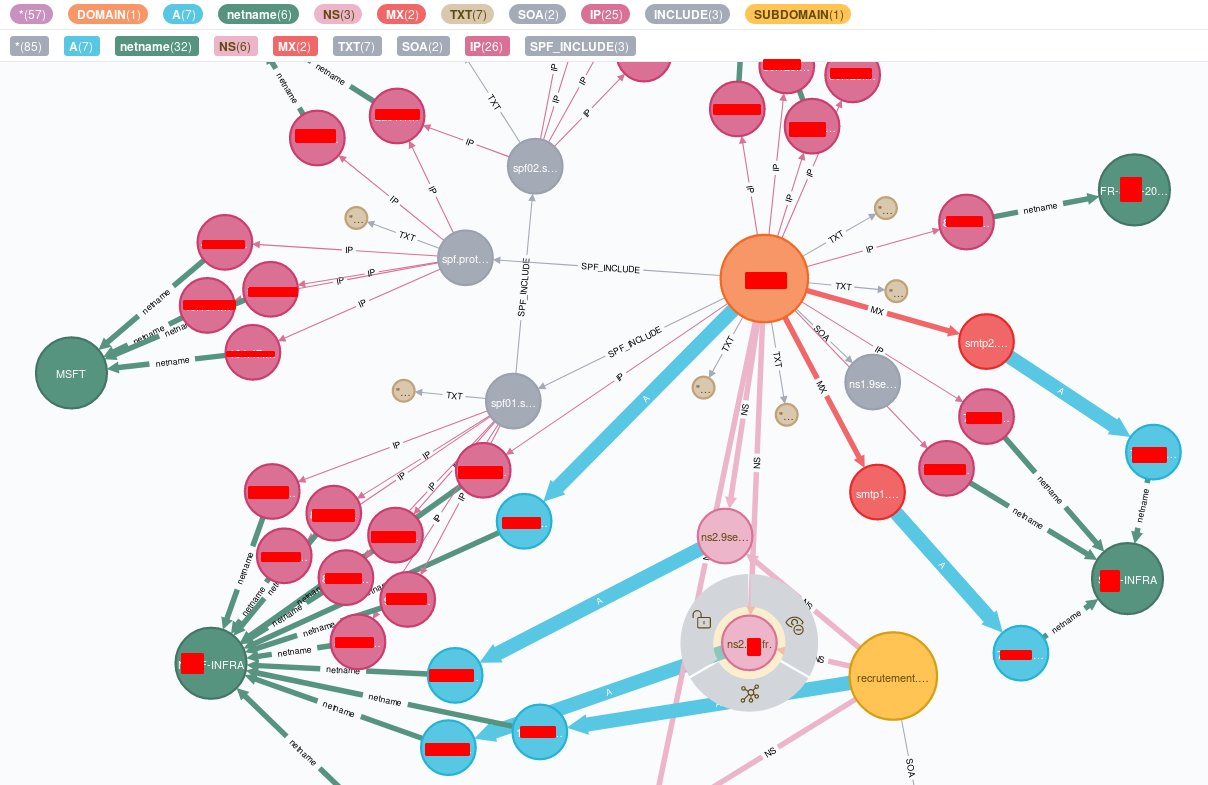 *(57) DOMAIN(1) A(7) netname(6) NS(3) MX(2) TXT(7) SOA(2) IP(25) INCLUDE(3) SUBDOMAIN(1)
*(85) A(7) netname(32) NS(6) MX(2) TXT(7) SOA(2) IP(26) SPF_INCLUDE(3)
IP
IP
IP
IP
netname
netname
TXT
IP
spf02.s…
IP
IP
IP
IP
IP
IP
FR-
-20…
netname
"…
TXT
"…
TXT
IP
spf.prot…
IP
SPF_INCLUDE
IP
IP
IP
SPF_INCLUDE
TXT
"…
netname
netname
MX
SOA
SPF_INCLUDE
TXT
TXT
smtp2.…
netname
MSFT
IP
ns1.9se…
IP
"…
"…
TXT
spf01.s…
A
NS
MX
A
IP
IP
IP
IP
IP
NS
smtp1.…
netname
netname
netname
ns2.9se…
netname
A
-INFRA
netname
netname
A
NS
netname
netname
F-INFRA
netname
netname
ns2.
fr.
NS
recrutement.…
A
netname
netname
NS
SOA
netname